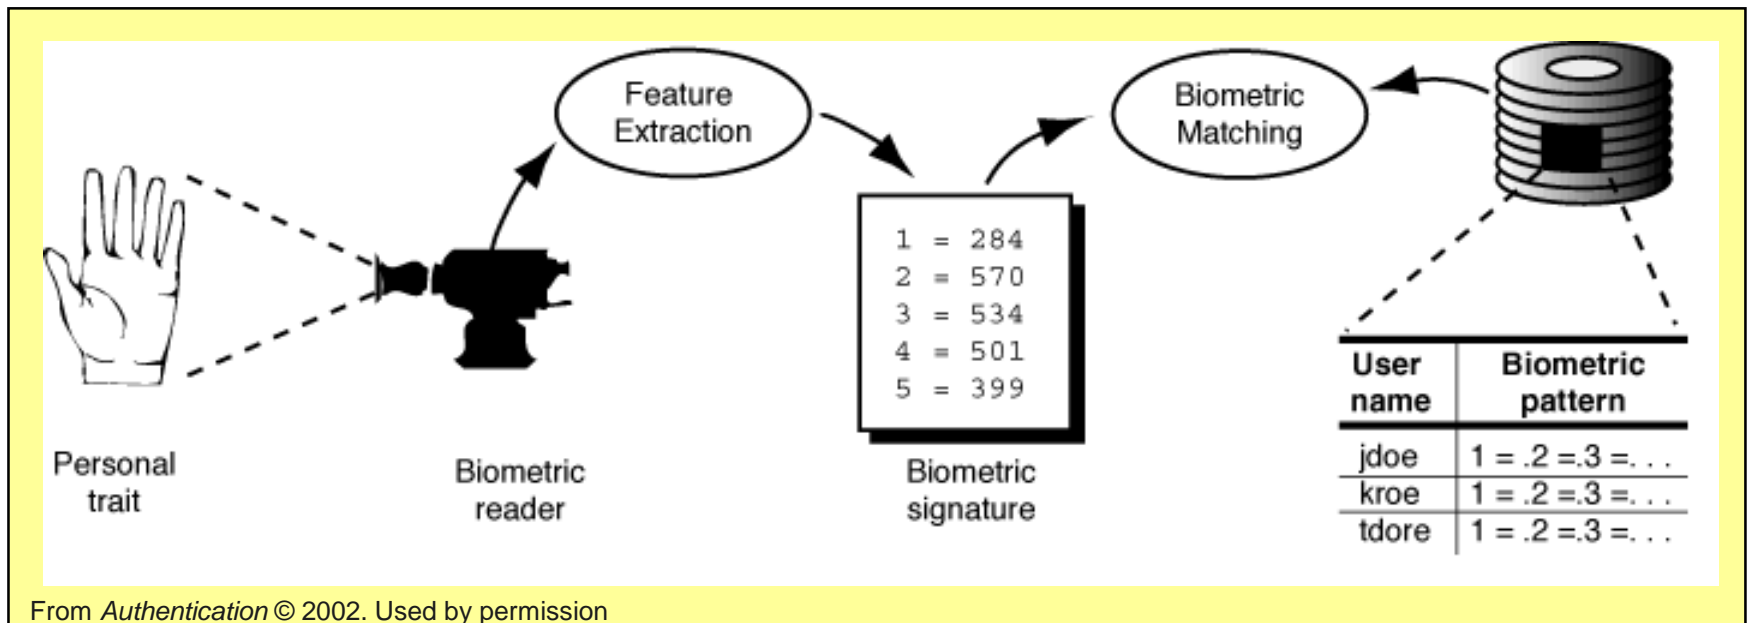 Feature
Extraction
Biometric
Matching
1 = 284
2 = 570
3 = 534
4 = 501
5 = 399
Personal
trait
Biometric
reader
Biometric
signature
User name | Biometric pattern
jdoe | 1 = .2 =.3 =. . .
kroe | 1 = .2 =.3 =. . .
tdore | 1 = .2 =.3 =. . .
From Authentication © 2002. Used by permission